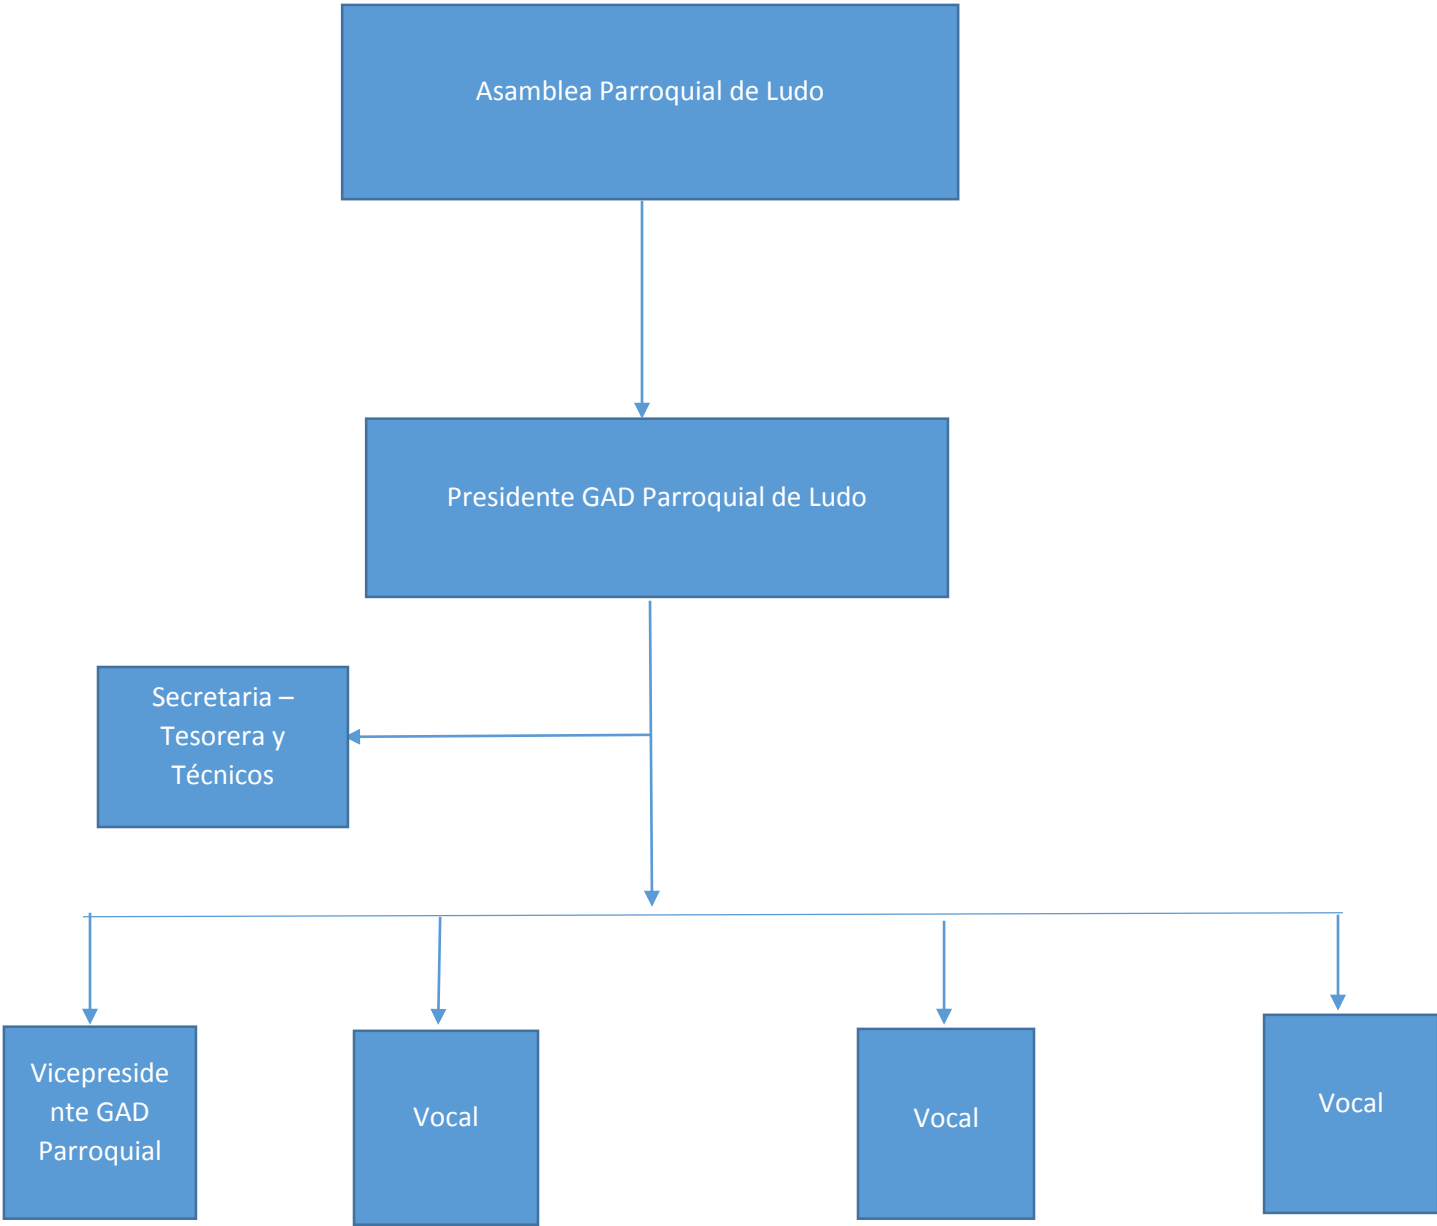 Asamblea Parroquial de Ludo
Presidente GAD Parroquial de Ludo
Secretaria –
Tesorera y
Técnicos
Vicepreside
nte GAD
Parroquial
Vocal
Vocal
Vocal